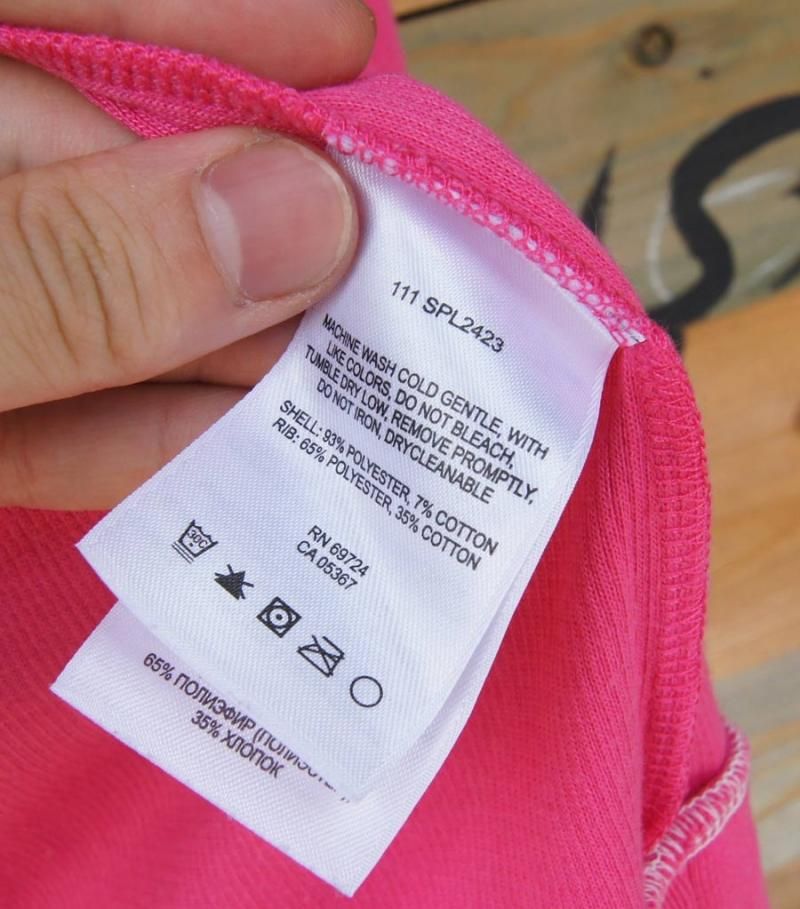 111 SPL2423
MACHINE WASH COLD GENTLE, WITH
LIKE COLORS, DO NOT BLEACH,
TUMBLE DRY LOW, REMOVE PROMPTLY,
DO NOT IRON, DRYCLEANABLE
SHELL: 93% POLYESTER, 7% COTTON
RIB: 65% POLYESTER, 35% COTTON
RN 69724
CA 05367
30C
65% ПОЛИЭФИР
35% ХЛОПОК